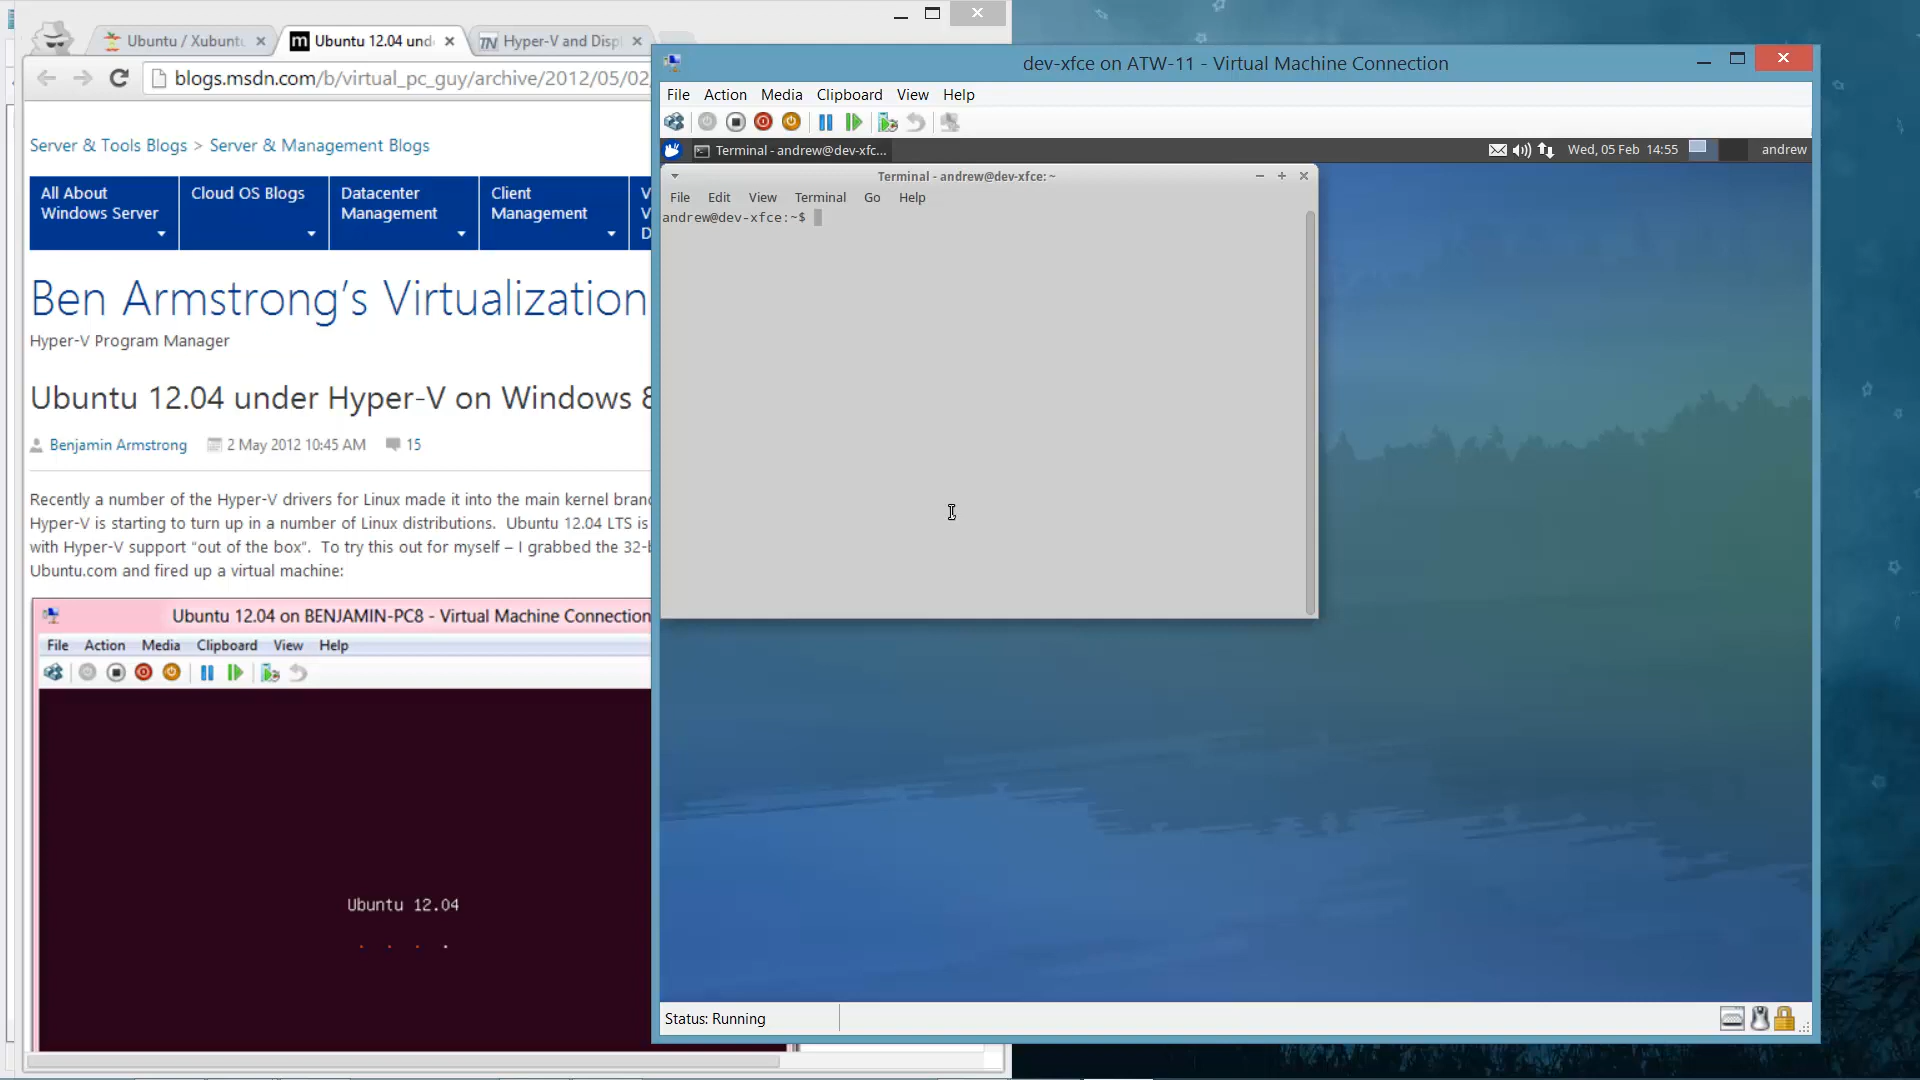 Ubuntu / Xubuntu
Ubuntu 12.04 und
Hyper-V and Disp
blogs.msdn.com/b/virtual_pc_guy/archive/2012/05/02
Server & Tools Blogs > Server & Management Blogs
All About
Windows Server
Cloud OS Blogs
Datacenter
Management
Client
Management
V
V
D
Ben Armstrong's Virtualization
Hyper-V Program Manager
Ubuntu 12.04 under Hyper-V on Windows 8
Benjamin Armstrong 2 May 2012 10:45 AM 15
Recently a number of the Hyper-V drivers for Linux made it into the main kernel branc
Hyper-V is starting to turn up in a number of Linux distributions. Ubuntu 12.04 LTS is
with Hyper-V support “out of the box”. To try this out for myself – I grabbed the 32-b
Ubuntu.com and fired up a virtual machine:
Ubuntu 12.04 on BENJAMIN-PC8 - Virtual Machine Connection
File Action Media Clipboard View Help
Ubuntu 12.04
dev-xfce on ATW-11 - Virtual Machine Connection
File Action Media Clipboard View Help
Terminal - andrew@dev-xfc...
Wed, 05 Feb 14:55
andrew
Terminal - andrew@dev-xfce: ~
File Edit View Terminal Go Help
andrew@dev-xfce:~$
Status: Running